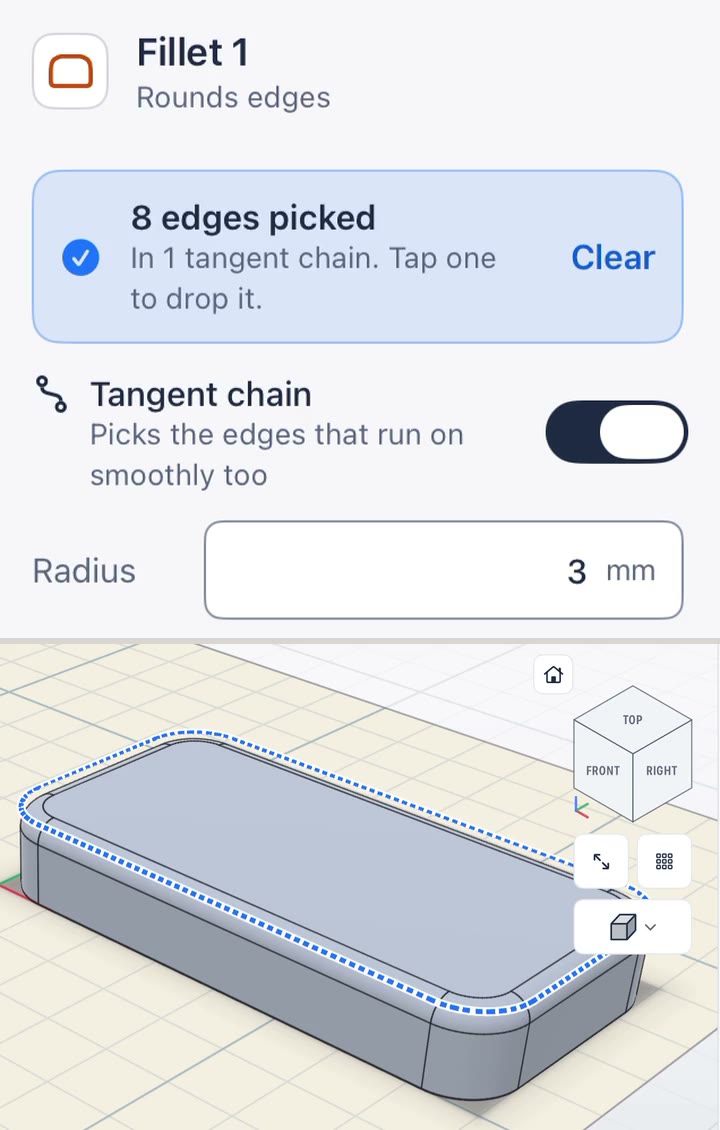 Fillet 1
Rounds edges
8 edges picked
In 1 tangent chain. Tap one
to drop it.
Clear
Tangent chain
Picks the edges that run on
smoothly too
Radius
3 mm
TOP
FRONT
RIGHT